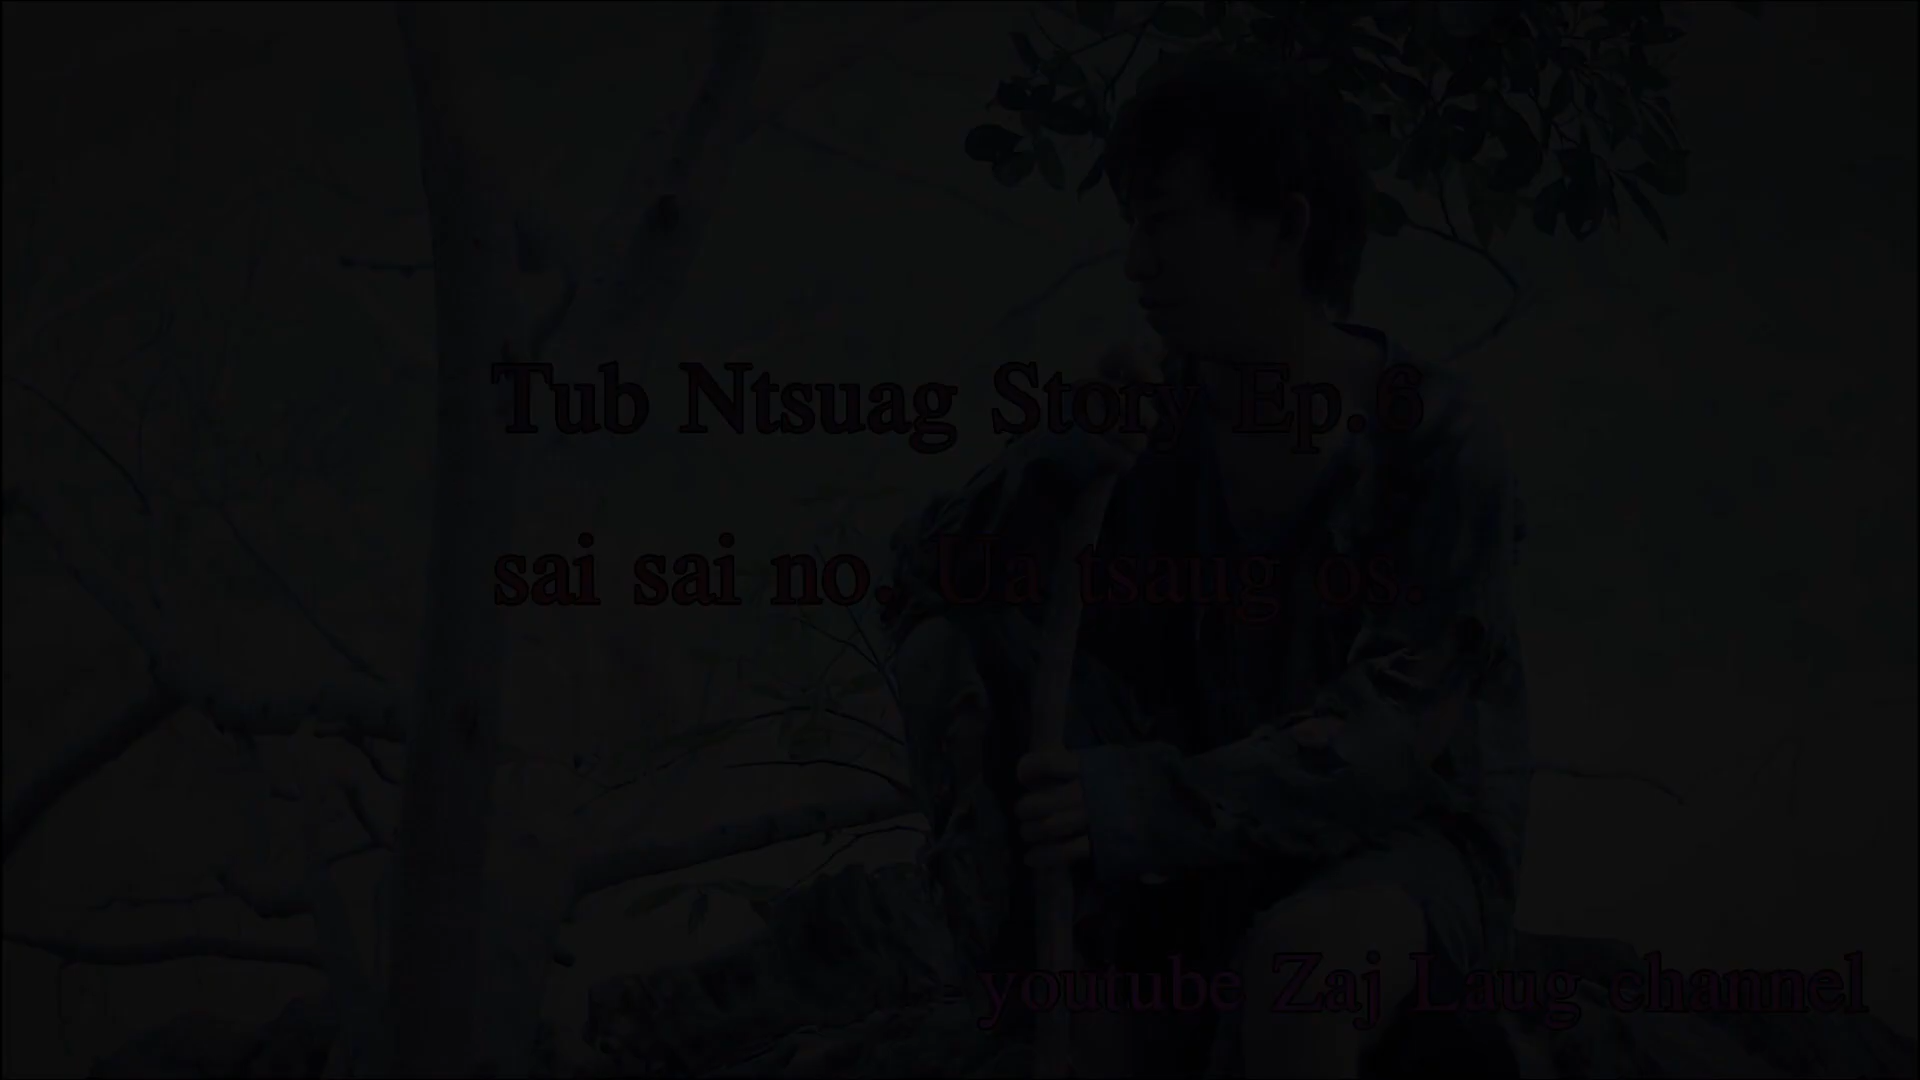 Tub Ntsuag Story Ep.6
sai sai no. Ua tsaug os.
youtube Zaj Laug channel